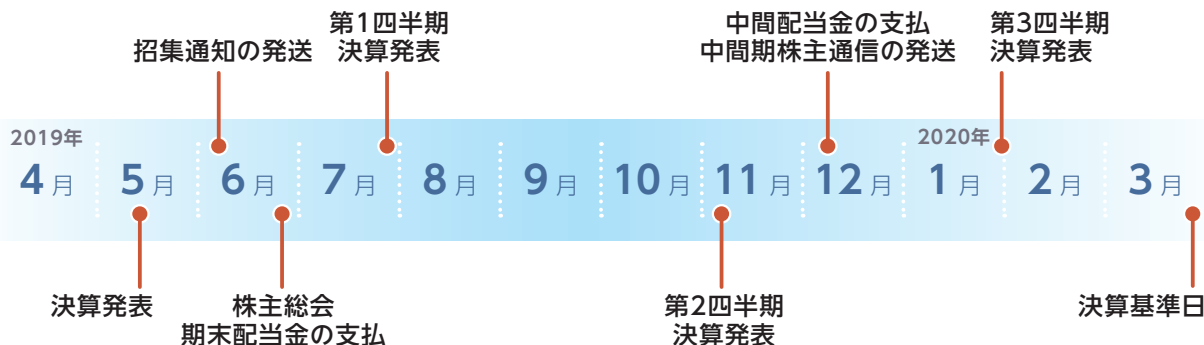 招集通知の発送
第1四半期
決算発表
中間配当金の支払
中間期株主通信の発送
第3四半期
決算発表
2019年
2020年
4月 5月 6月 7月 8月 9月 10月 11月 12月 1月 2月 3月
決算発表
株主総会
期末配当金の支払
第2四半期
決算発表
決算基準日